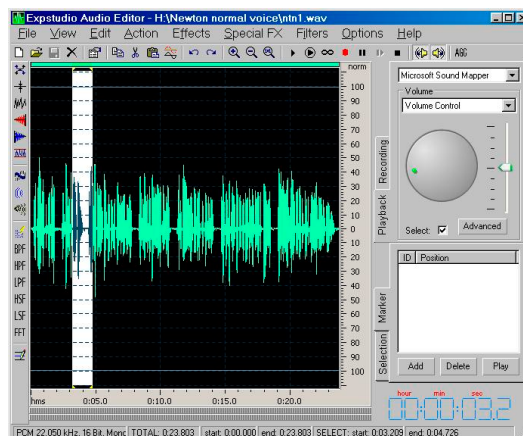 Expstudio Audio Editor - H:\Newton normal voice\ntn1.wav
File View Edit Action Effects Special FX Filters Options Help
AGC
norm
100
90
80
70
60
50
40
30
20
10
0
10
20
30
40
50
60
70
80
90
100
BPF
HPF
LPF
HSF
LSF
FFT
hms 0:05.0 0:10.0 0:15.0 0:20.0
Recording
Playback
Microsoft Sound Mapper
Volume
Volume Control
Select: Advanced
Marker
Selection
ID Position
Add Delete Play
hour min sec
0:00:03.2
PCM 22.050 kHz, 16 Bit, Mono TOTAL: 0:23.803 start: 0:00.000 end: 0:23.803 SELECT: start: 0:03.209 end: 0:04.726